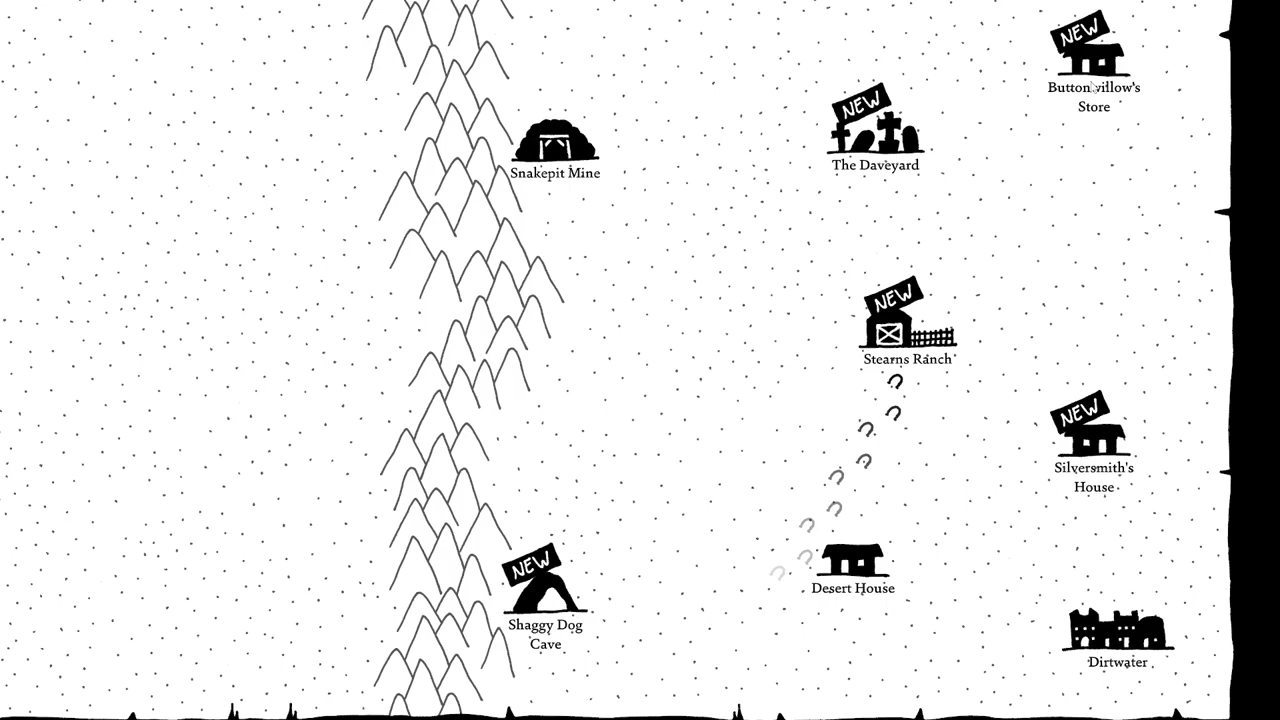 NEW
Buttonvillow's
Store
NEW
The Daveyard
Snakepit Mine
NEW
Stearns Ranch
NEW
Silversmith's
House
NEW
Shaggy Dog
Cave
Desert House
Dirtwater